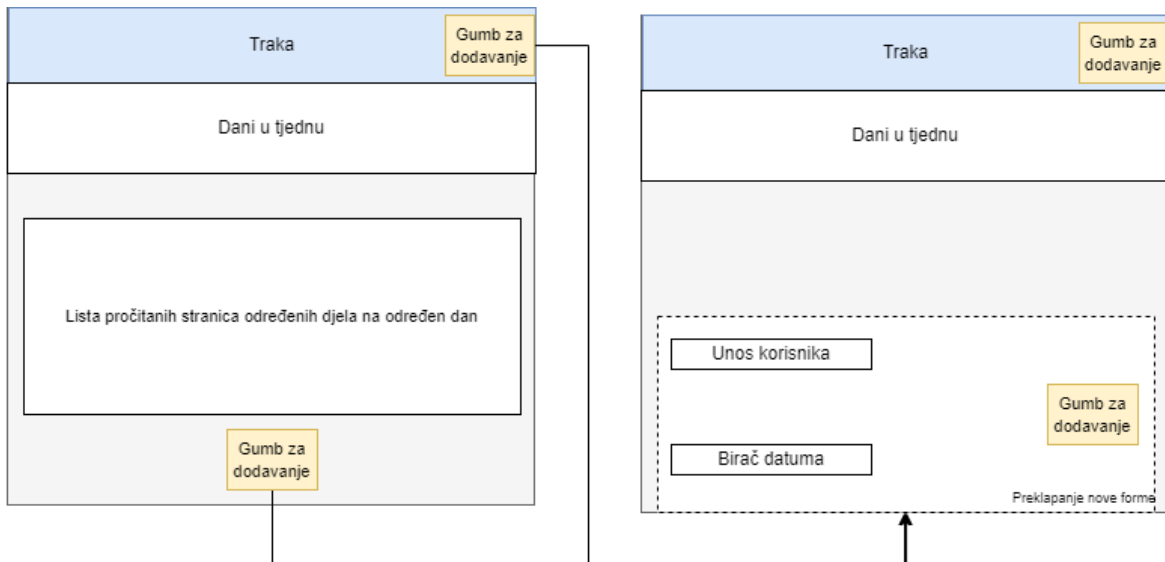 Traka
Gumb za
dodavanje
Dani u tjednu
Lista pročitanih stranica određenih djela na određen dan
Gumb za
dodavanje
Traka
Gumb za
dodavanje
Dani u tjednu
Unos korisnika
Gumb za
dodavanje
Birač datuma
Preklapanje nove forme